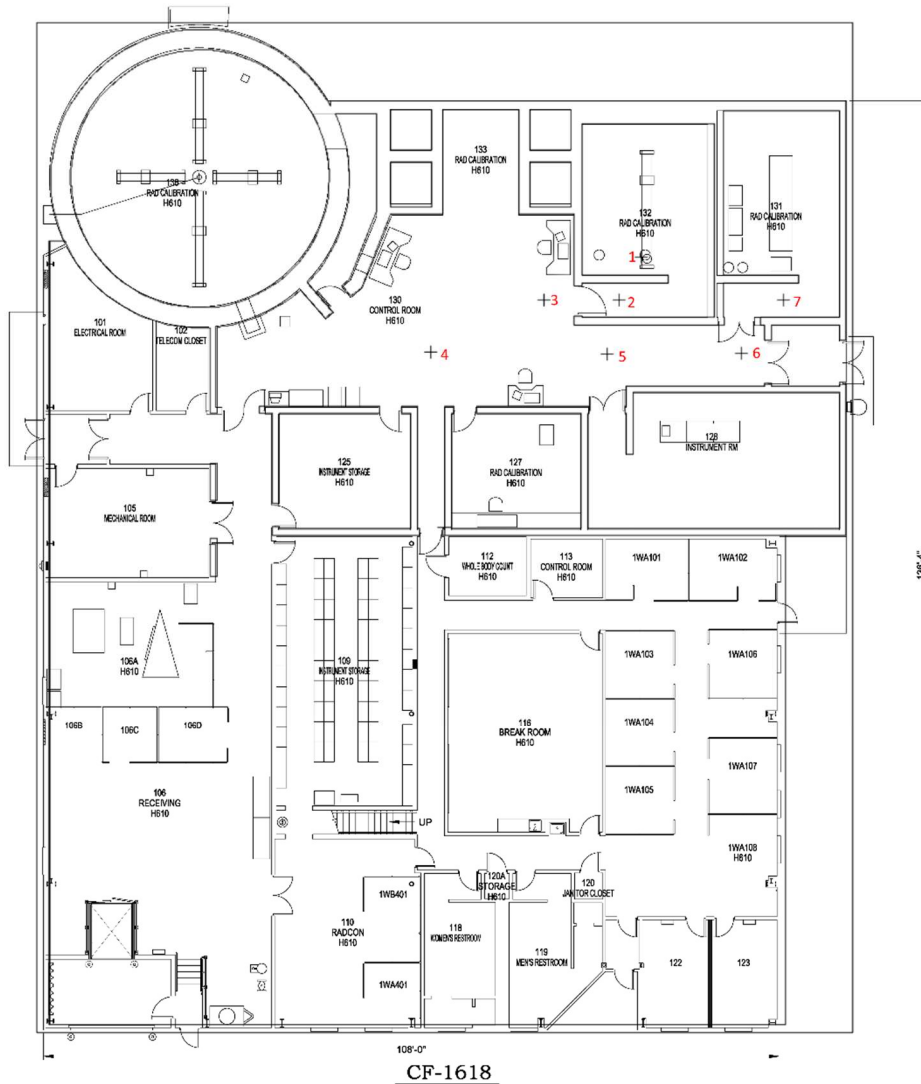 133
RAD CALIBRATION
H610
138
RAD CALIBRATION
H610
132
RAD CALIBRATION
H610
131
RAD CALIBRATION
H610
1
2
3
7
130
CONTROL ROOM
H610
101
ELECTRICAL ROOM
102
TELECOM CLOSET
4
5
6
125
INSTRUMENT STORAGE
H610
127
RAD CALIBRATION
H610
128
INSTRUMENT RM
105
MECHANICAL ROOM
112
WHOLE BODY COUNT
H610
113
CONTROL ROOM
H610
1WA101
1WA102
106A
H610
109
INSTRUMENT STORAGE
H610
1WA103
1WA106
106B
106C
106D
116
BREAK ROOM
H610
1WA104
1WA107
1WA105
106
RECEIVING
H610
UP
1WA108
H610
120A
STORAGE
H610
120
JANITOR CLOSET
1WB401
110
RADCON
H610
118
WOMEN'S RESTROOM
119
MEN'S RESTROOM
122
123
1WA401
108'-0"
CF-1618